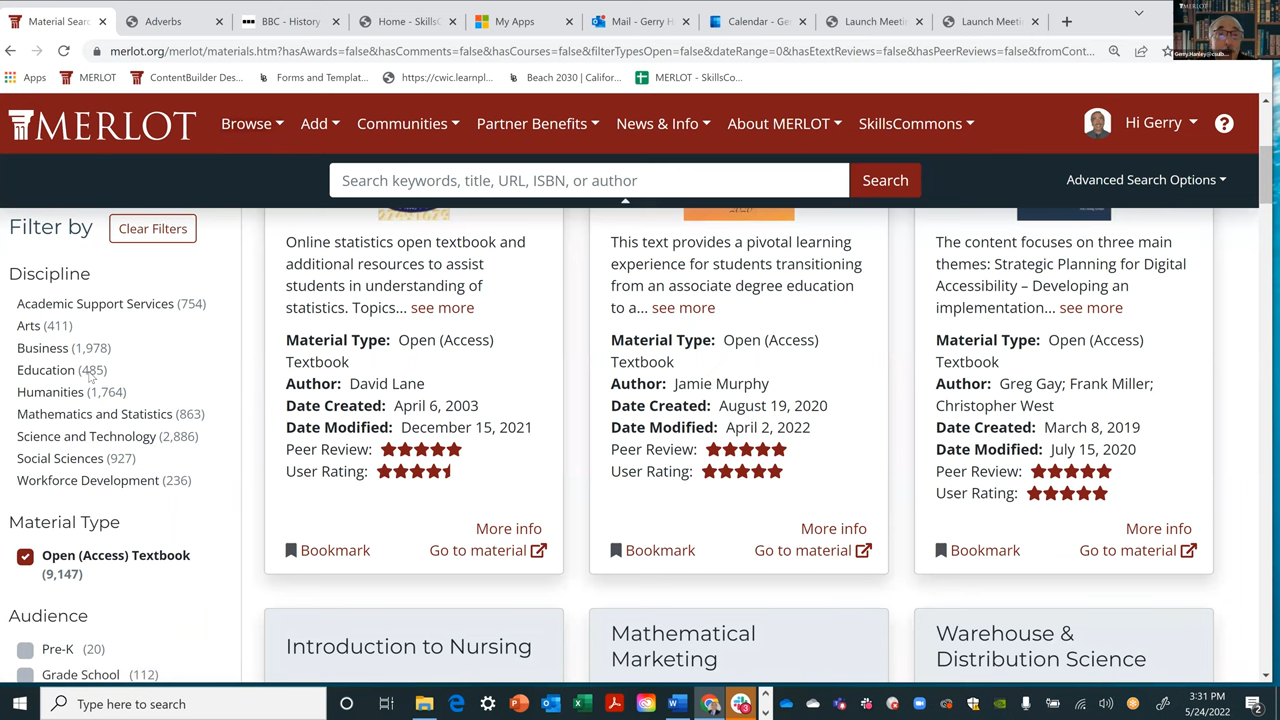 Material Search
Adverbs
BBC - History
Home - SkillsC
My Apps
Mail - Gerry H
Calendar - Ge
Launch Meeti
Launch Meeti
merlot.org/merlot/materials.htm?hasAwards=false&hasComments=false&hasCourses=false&filterTypesOpen=false&dateRange=0&hasEtextReviews=false&hasPeerReviews=false&fromCont...
Apps
MERLOT
ContentBuilder Des...
Forms and Templat...
https://cwic.learnpl...
Beach 2030 | Califor...
MERLOT - SkillsCo...
MERLOT
Browse
Add
Communities
Partner Benefits
News & Info
About MERLOT
SkillsCommons
Hi Gerry
?
Search keywords, title, URL, ISBN, or author
Search
Advanced Search Options
Filter by
Clear Filters
Discipline
Academic Support Services (754)
Arts (411)
Business (1,978)
Education (485)
Humanities (1,764)
Mathematics and Statistics (863)
Science and Technology (2,886)
Social Sciences (927)
Workforce Development (236)
Material Type
Open (Access) Textbook
(9,147)
Audience
Pre-K (20)
Grade School (112)
Online statistics open textbook and
additional resources to assist
students in understanding of
statistics. Topics... see more
Material Type: Open (Access)
Textbook
Author: David Lane
Date Created: April 6, 2003
Date Modified: December 15, 2021
Peer Review:
User Rating:
More info
Bookmark
Go to material
This text provides a pivotal learning
experience for students transitioning
from an associate degree education
to a... see more
Material Type: Open (Access)
Textbook
Author: Jamie Murphy
Date Created: August 19, 2020
Date Modified: April 2, 2022
Peer Review:
User Rating:
More info
Bookmark
Go to material
The content focuses on three main
themes: Strategic Planning for Digital
Accessibility – Developing an
implementation... see more
Material Type: Open (Access)
Textbook
Author: Greg Gay; Frank Miller;
Christopher West
Date Created: March 8, 2019
Date Modified: July 15, 2020
Peer Review:
User Rating:
More info
Bookmark
Go to material
Introduction to Nursing
Mathematical
Marketing
Warehouse &
Distribution Science
Type here to search
3:31 PM
5/24/2022
2